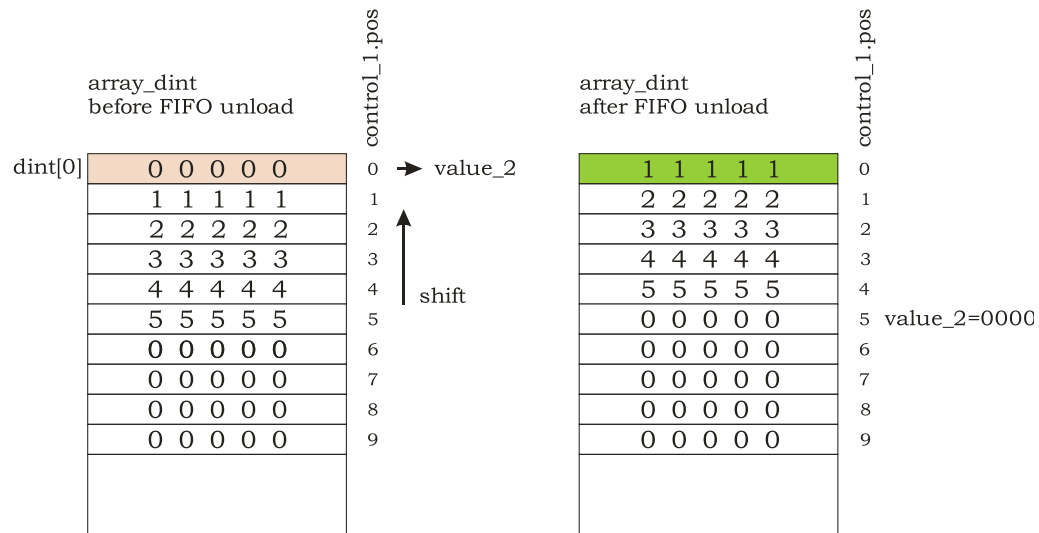 array_dint
before FIFO unload
control_1.pos
dint[0]
0 0 0 0 0
0
value_2
1 1 1 1 1
1
2 2 2 2 2
2
3 3 3 3 3
3
4 4 4 4 4
4
shift
5 5 5 5 5
5
0 0 0 0 0
6
0 0 0 0 0
7
0 0 0 0 0
8
0 0 0 0 0
9
array_dint
after FIFO unload
control_1.pos
1 1 1 1 1
0
2 2 2 2 2
1
3 3 3 3 3
2
4 4 4 4 4
3
5 5 5 5 5
4
0 0 0 0 0
5
value_2=0000
0 0 0 0 0
6
0 0 0 0 0
7
0 0 0 0 0
8
0 0 0 0 0
9